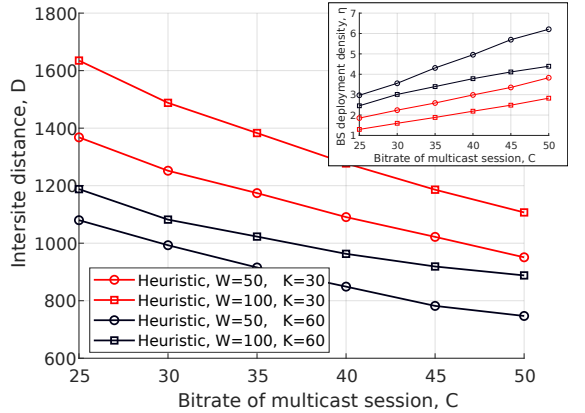 BS deployment density, η
7
6
5
4
3
2
1
25 30 35 40 45 50
Bitrate of multicast session, C
Intersite distance, D
1800
1600
1400
1200
1000
800
600
Heuristic, W=50, K=30
Heuristic, W=100, K=30
Heuristic, W=50, K=60
Heuristic, W=100, K=60
25 30 35 40 45 50
Bitrate of multicast session, C